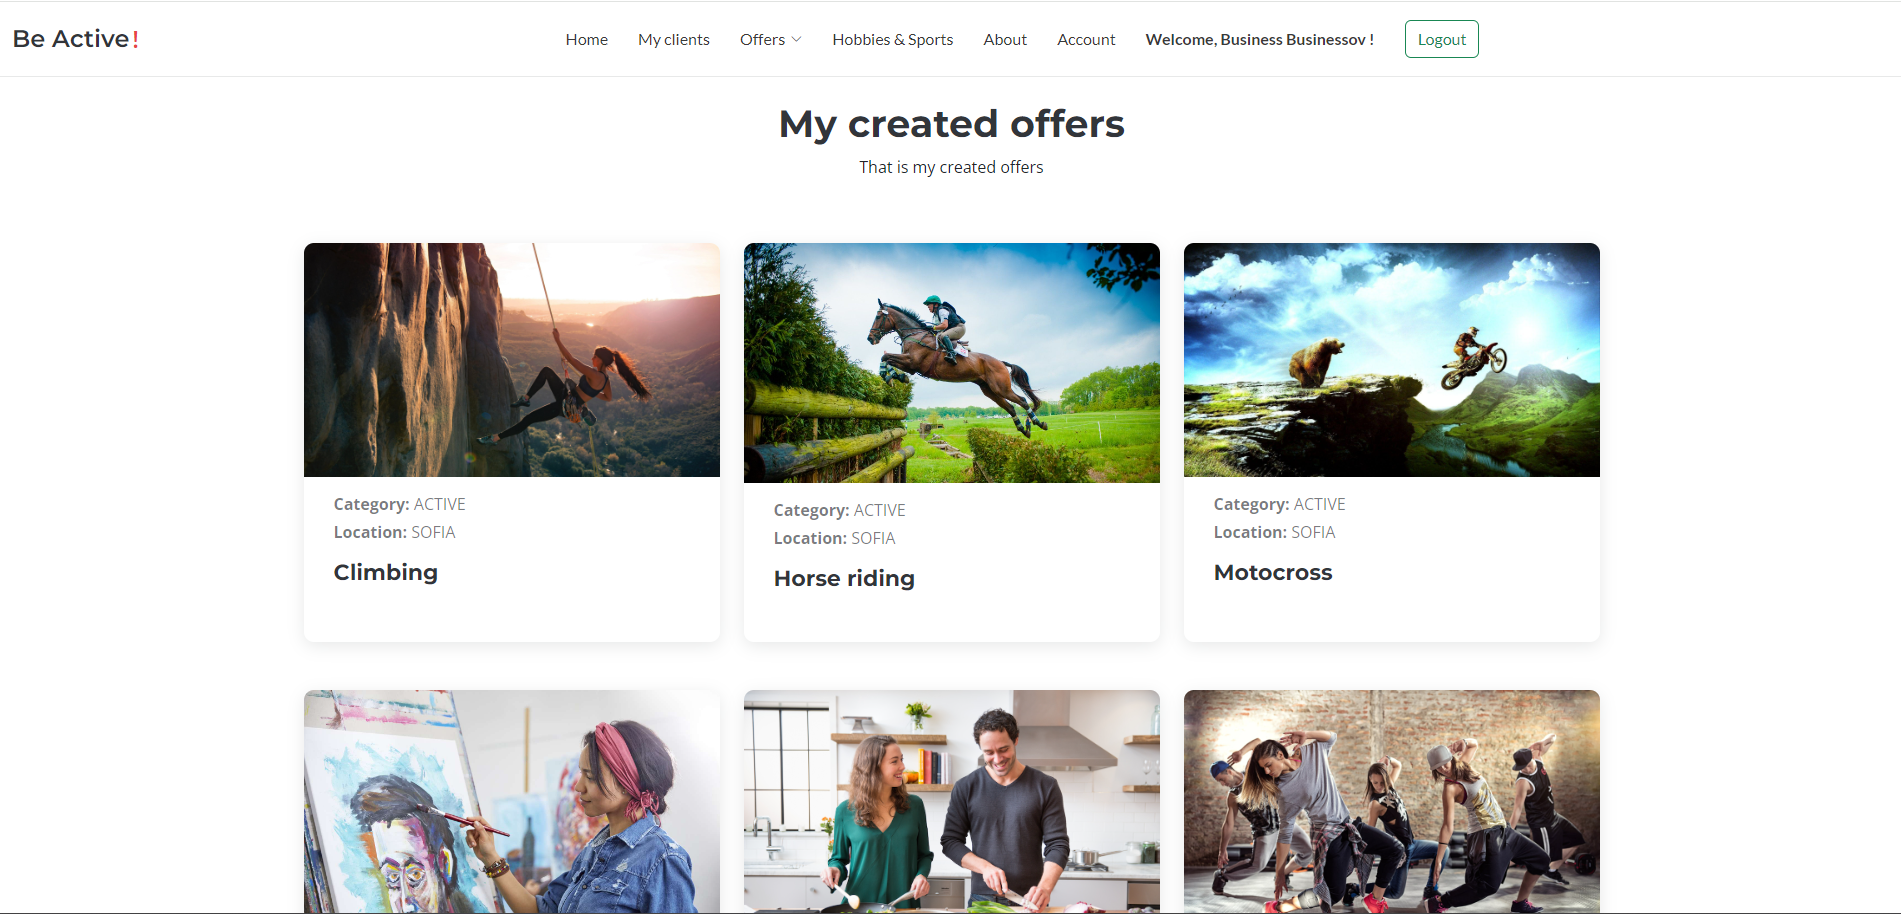 Be Active!
Home
My clients
Offers
Hobbies & Sports
About
Account
Welcome, Business Businessov !
Logout
My created offers
That is my created offers
Category: ACTIVE
Location: SOFIA
Climbing
Category: ACTIVE
Location: SOFIA
Horse riding
Category: ACTIVE
Location: SOFIA
Motocross